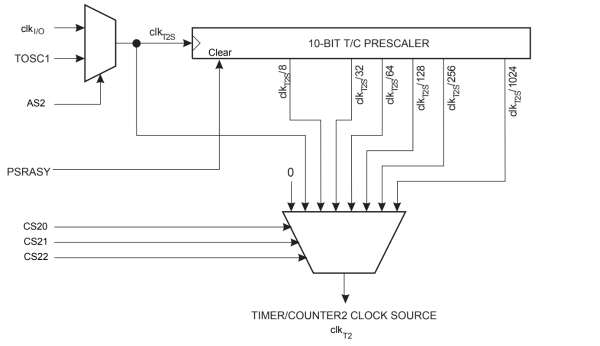 clkI/O
clkT2S
10-BIT T/C PRESCALER
TOSC1
Clear
AS2
clkT2S/8
clkT2S/32
clkT2S/64
clkT2S/128
clkT2S/256
clkT2S/1024
PSRASY
0
CS20
CS21
CS22
TIMER/COUNTER2 CLOCK SOURCE
clkT2